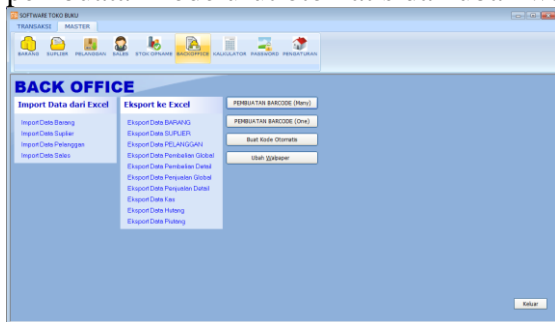 SOFTWARE TOKO BUKU
TRANSAKSI MASTER
BARANG SUPLIER PELANGGAN SALES STOK OPNAME BACKOFFICE KALKULATOR PASSWORD PENGATURAN
BACK OFFICE
Import Data dari Excel
Import Data Barang
Import Data Suplier
Import Data Pelanggan
Import Data Sales
Eksport ke Excel
Eksport Data BARANG
Eksport Data SUPLIER
Eksport Data PELANGGAN
Eksport Data Pembelian Global
Eksport Data Pembelian Detail
Eksport Data Penjualan Global
Eksport Data Penjualan Detail
Eksport Data Kas
Eksport Data Hutang
Eksport Data Piutang
PEMBUATAN BARCODE (Many)
PEMBUATAN BARCODE (One)
Buat Kode Otomatis
Ubah Walpaper
Keluar